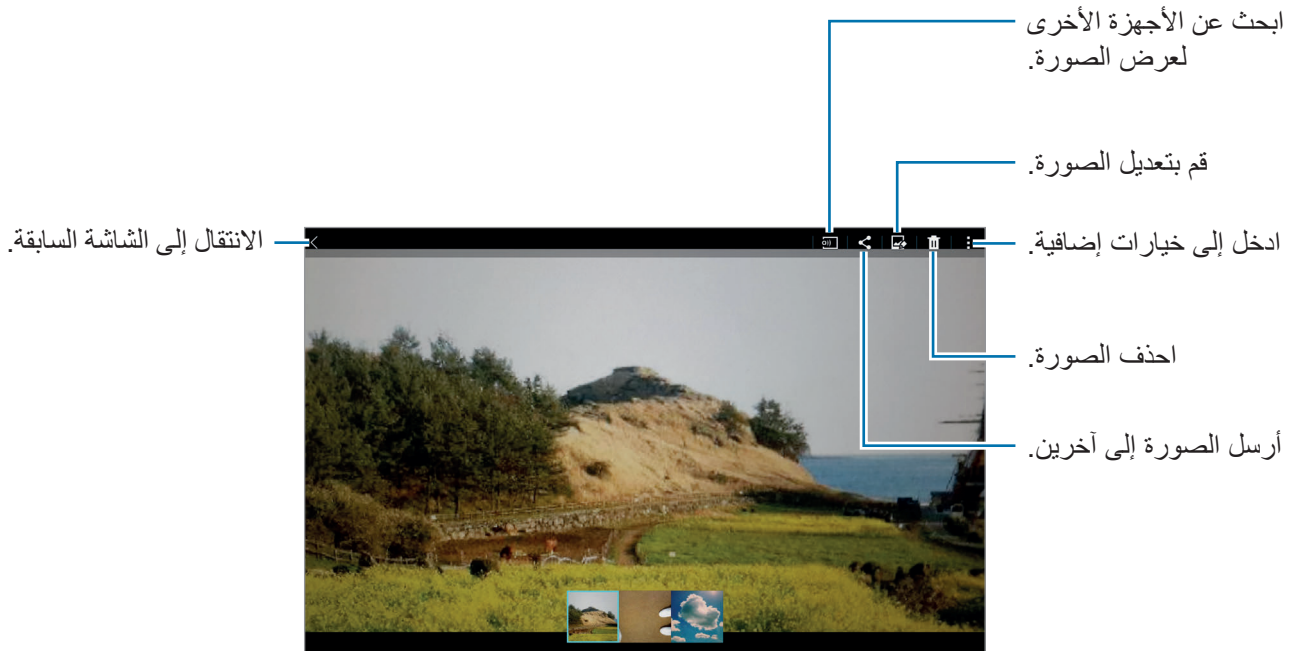 ابحث عن الأجهزة الأخرى
لعرض الصورة.
قم بتعديل الصورة.
ادخل إلى خيارات إضافية.
الانتقال إلى الشاشة السابقة.
احذف الصورة.
أرسل الصورة إلى آخرين.